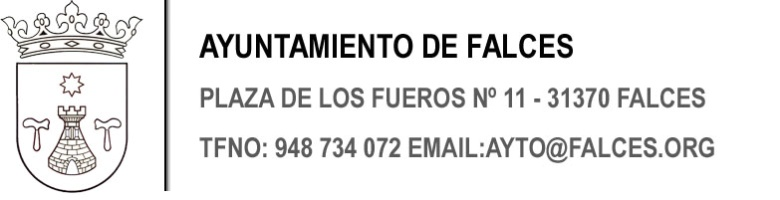 AYUNTAMIENTO DE FALCES
PLAZA DE LOS FUEROS Nº 11 - 31370 FALCES
TFNO: 948 734 072 EMAIL:AYTO@FALCES.ORG